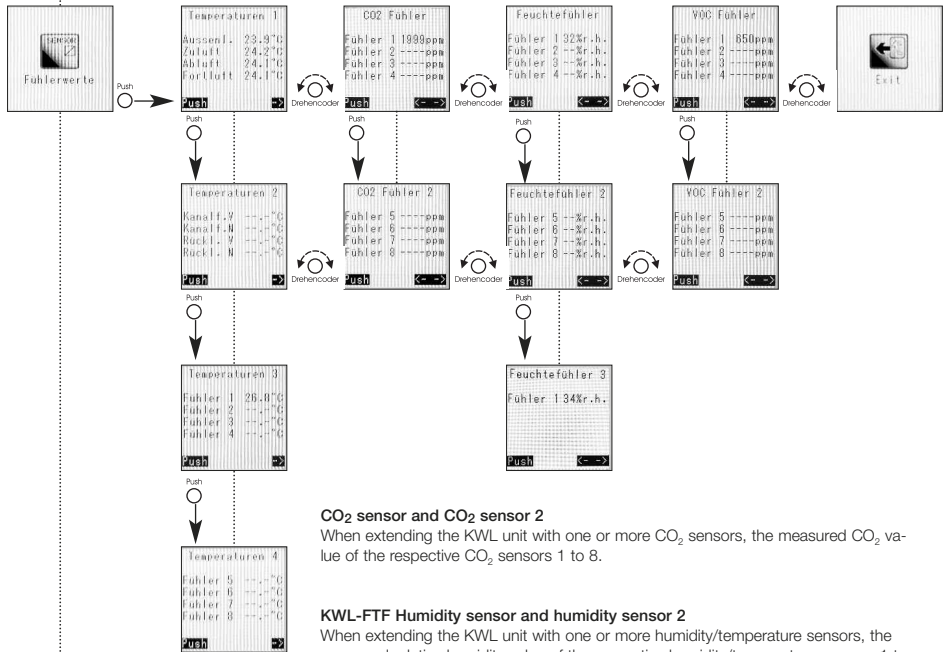 SENSOR
Fühlerwerte
Push
Temperaturen 1
Aussenl. 23.9°C
Zuluft 24.2°C
Abluft 24.1°C
Fortluft 24.1°C
Push ->
Drehencoder
CO2 Fühler
Fühler 1 1999ppm
Fühler 2 ----ppm
Fühler 3 ----ppm
Fühler 4 ----ppm
Push <- ->
Drehencoder
Feuchtefühler
Fühler 1 32%r.h.
Fühler 2 --%r.h.
Fühler 3 --%r.h.
Fühler 4 --%r.h.
Push <- ->
Drehencoder
VOC Fühler
Fühler 1 650ppm
Fühler 2 ----ppm
Fühler 3 ----ppm
Fühler 4 ----ppm
Push <- ->
Drehencoder
Exit
Push
Push
Push
Push
Temperaturen 2
Kanalf.V --.-°C
Kanalf.N --.-°C
Rückl. V --.-°C
Rückl. N --.-°C
Push ->
Drehencoder
CO2 Fühler 2
Fühler 5 ----ppm
Fühler 6 ----ppm
Fühler 7 ----ppm
Fühler 8 ----ppm
Push <- ->
Drehencoder
Feuchtefühler 2
Fühler 5 --%r.h.
Fühler 6 --%r.h.
Fühler 7 --%r.h.
Fühler 8 --%r.h.
Push <- ->
Drehencoder
VOC Fühler 2
Fühler 5 ----ppm
Fühler 6 ----ppm
Fühler 7 ----ppm
Fühler 8 ----ppm
Push <- ->
Push
Push
Temperaturen 3
Fühler 1 26.8°C
Fühler 2 --.-°C
Fühler 3 --.-°C
Fühler 4 --.-°C
Push ->
Feuchtefühler 3
Fühler 1 34%r.h.
Push <- ->
Push
Temperaturen 4
Fühler 5 --.-°C
Fühler 6 --.-°C
Fühler 7 --.-°C
Fühler 8 --.-°C
Push ->
CO2 sensor and CO2 sensor 2
When extending the KWL unit with one or more CO2 sensors, the measured CO2 va-
lue of the respective CO2 sensors 1 to 8.
KWL-FTF Humidity sensor and humidity sensor 2
When extending the KWL unit with one or more humidity/temperature sensors, the